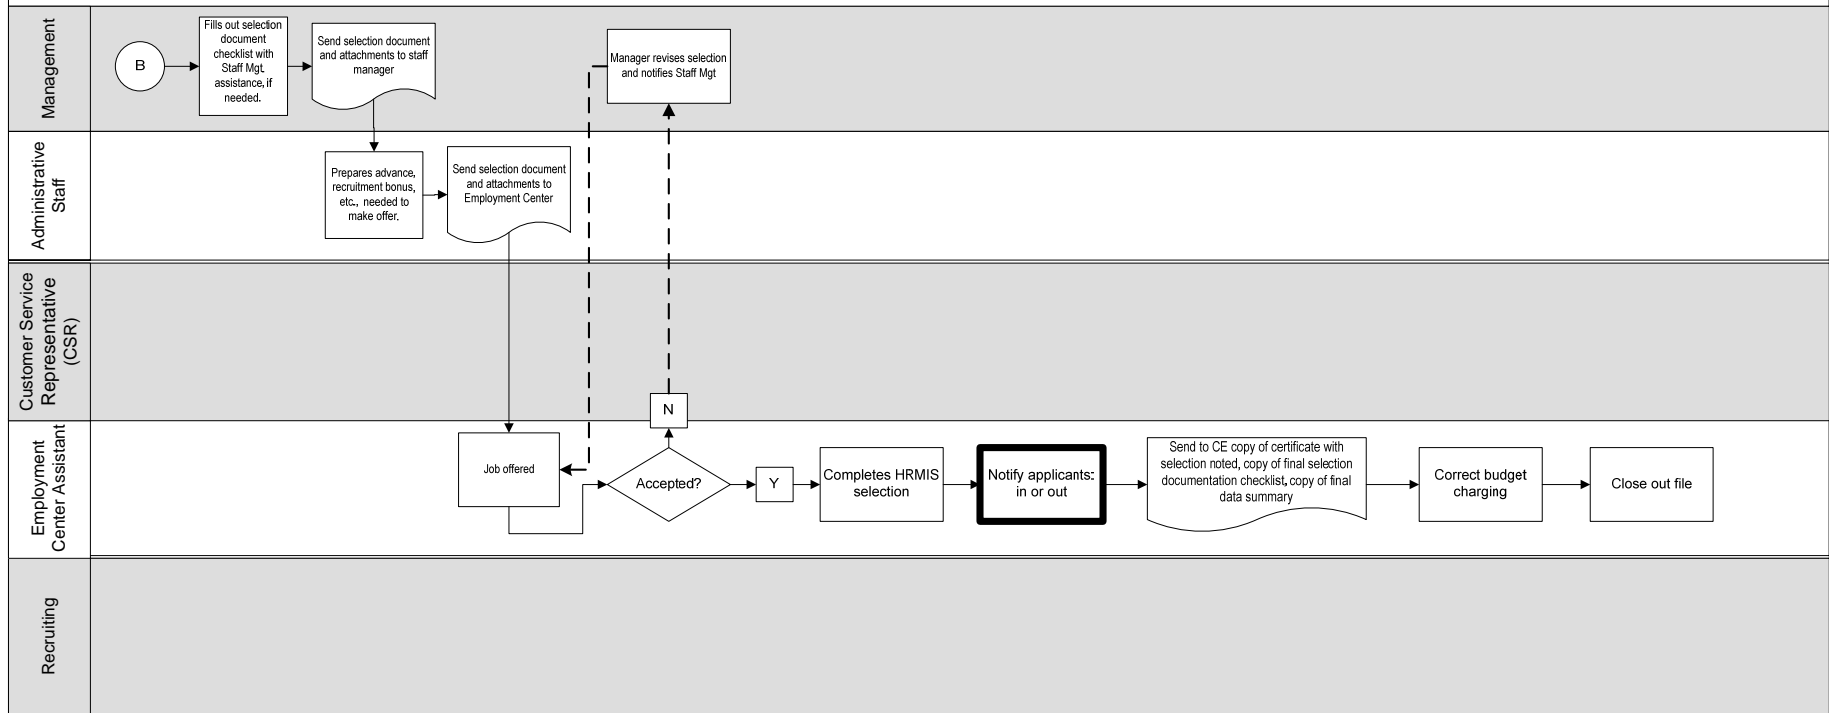 Management
B
Fills out selection
document
checklist with
Staff Mgt.
assistance, if
needed.
Send selection document
and attachments to staff
manager
Manager revises selection
and notifies Staff Mgt
Administrative
Staff
Prepares advance,
recruitment bonus,
etc., needed to
make offer.
Send selection document
and attachments to
Employment Center
Customer Service
Representative
(CSR)
N
Employment
Center Assistant
Job offered
Accepted?
Y
Completes HRMIS
selection
Notify applicants:
in or out
Send to CE copy of certificate with
selection noted, copy of final selection
documentation checklist, copy of final
data summary
Correct budget
charging
Close out file
Recruiting